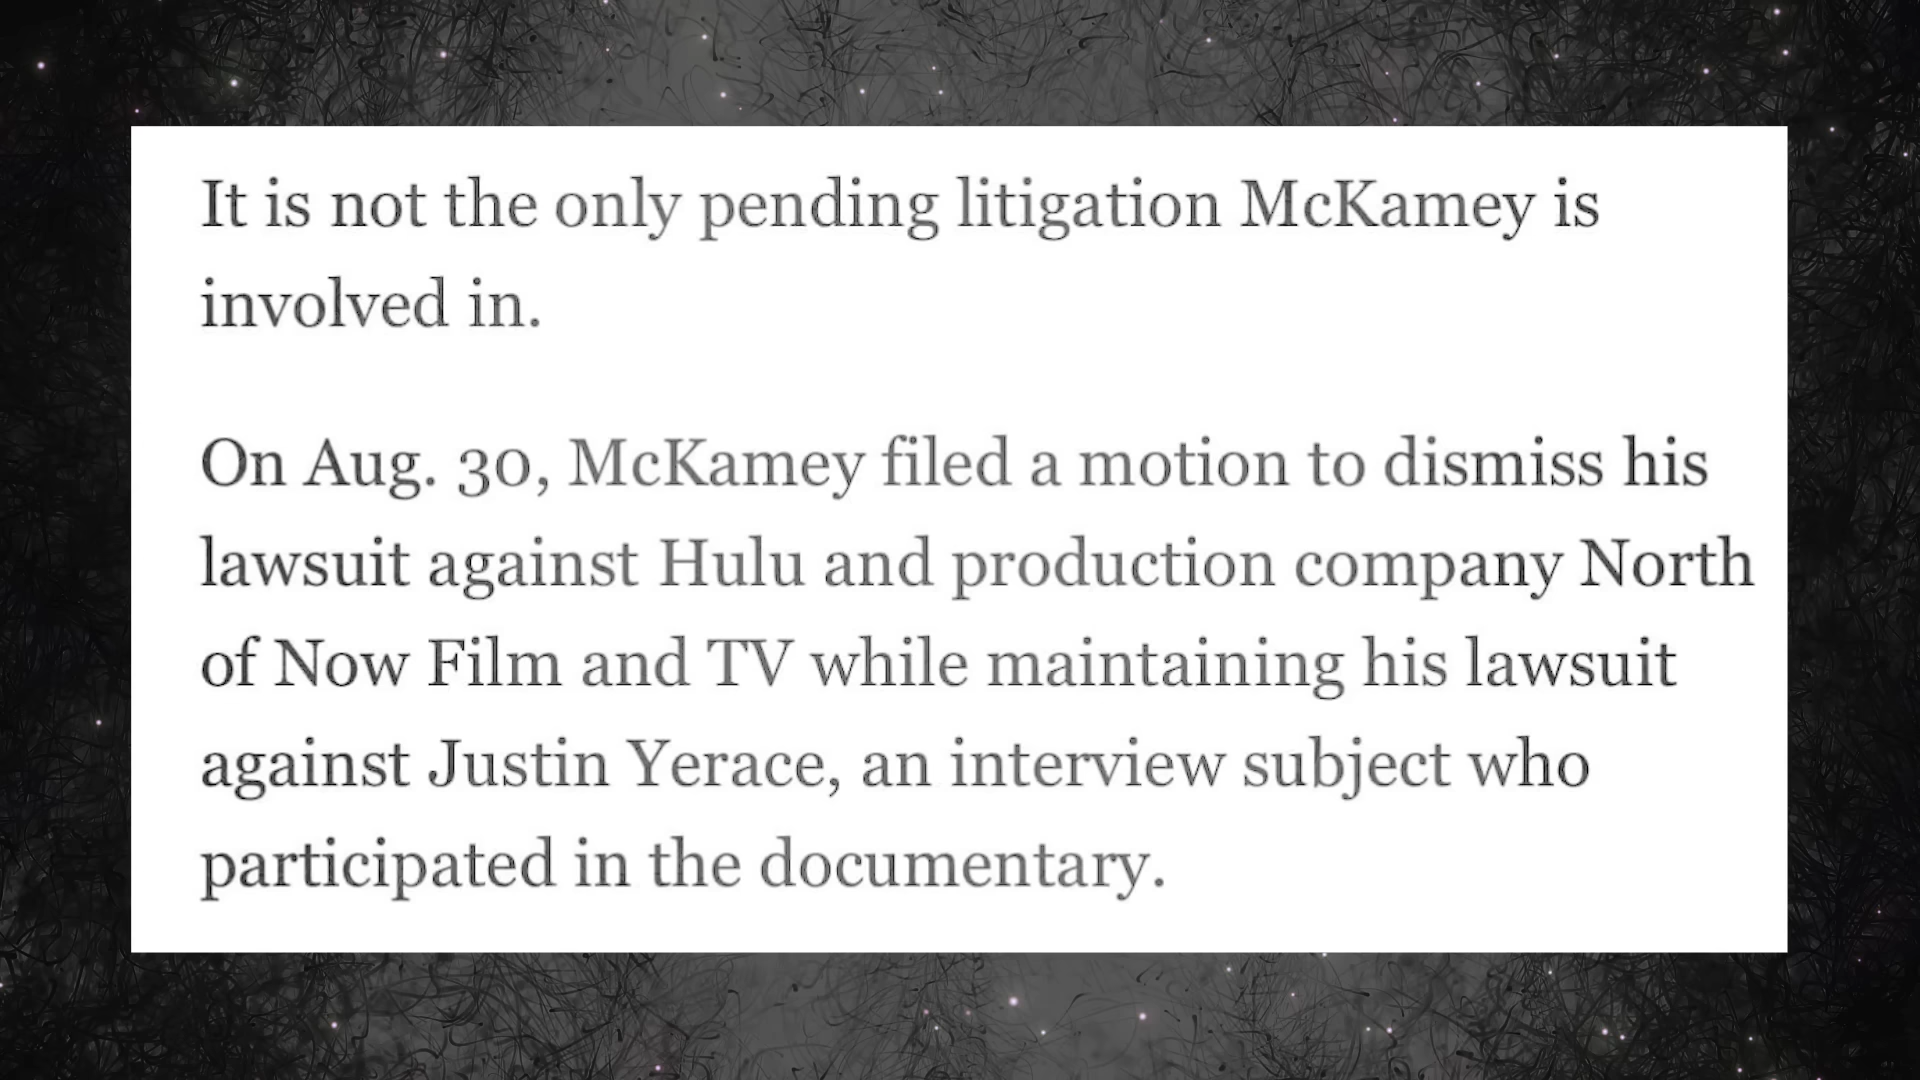 It is not the only pending litigation McKamey is
involved in.
On Aug. 30, McKamey filed a motion to dismiss his
lawsuit against Hulu and production company North
of Now Film and TV while maintaining his lawsuit
against Justin Yerace, an interview subject who
participated in the documentary.